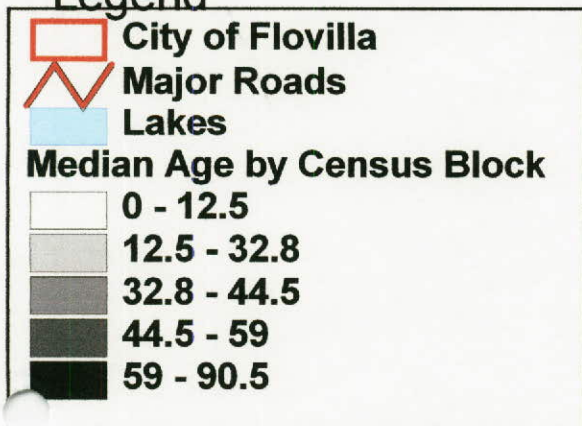 Legend
City of Flovilla
Major Roads
Lakes
Median Age by Census Block
0 - 12.5
12.5 - 32.8
32.8 - 44.5
44.5 - 59
59 - 90.5